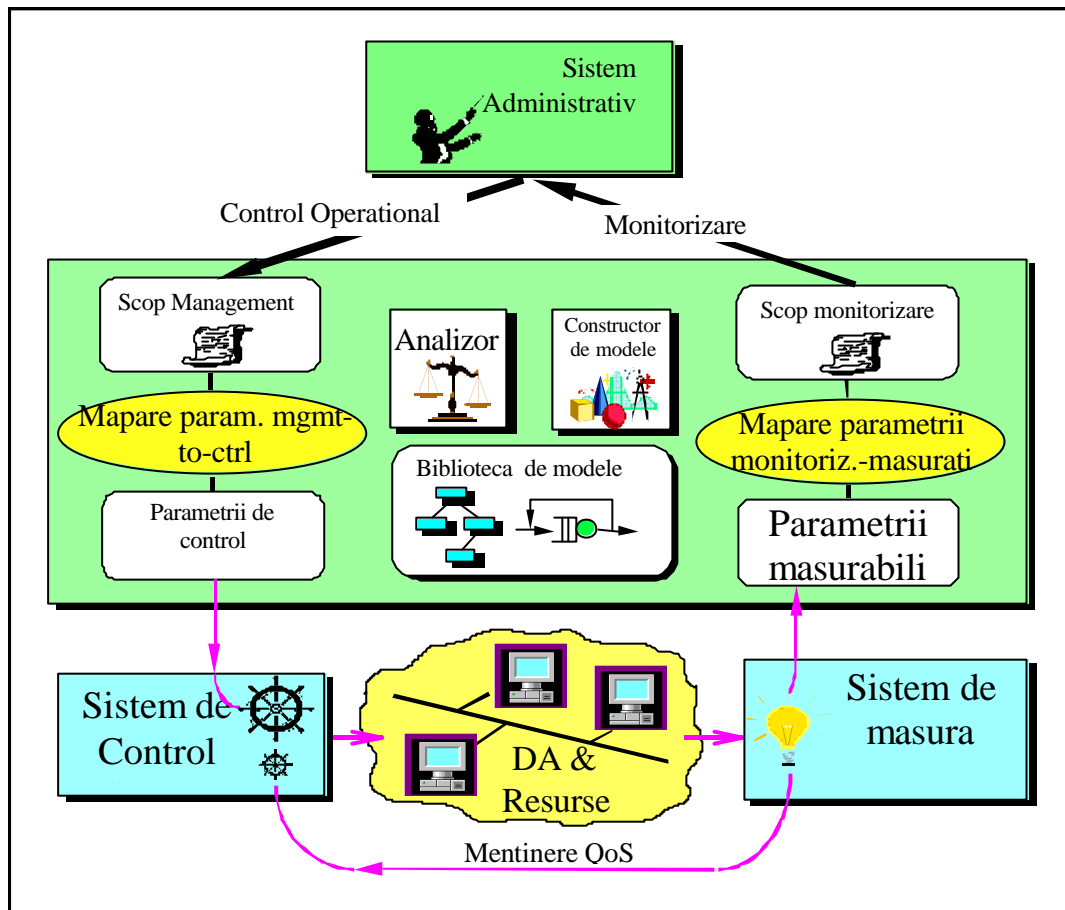 Sistem
Administrativ
Control Operational
Monitorizare
Scop Management
Analizor
Constructor
de modele
Scop monitorizare
Mapare param. mgmt-
to-ctrl
Mapare parametrii
monitoriz.-masurati
Biblioteca de modele
Parametrii de
control
Parametrii
masurabili
Sistem de
Control
DA &
Resurse
Sistem de
masura
Mentinere QoS